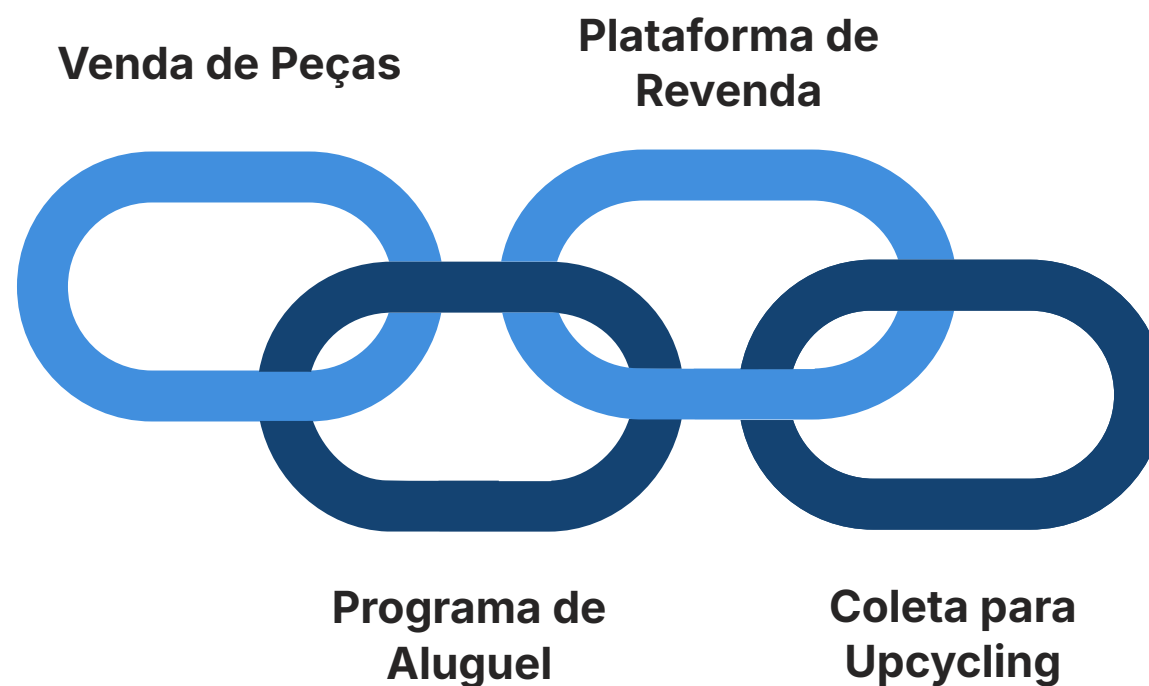 Venda de Peças
Plataforma de
Revenda
Programa de
Aluguel
Coleta para
Upcycling